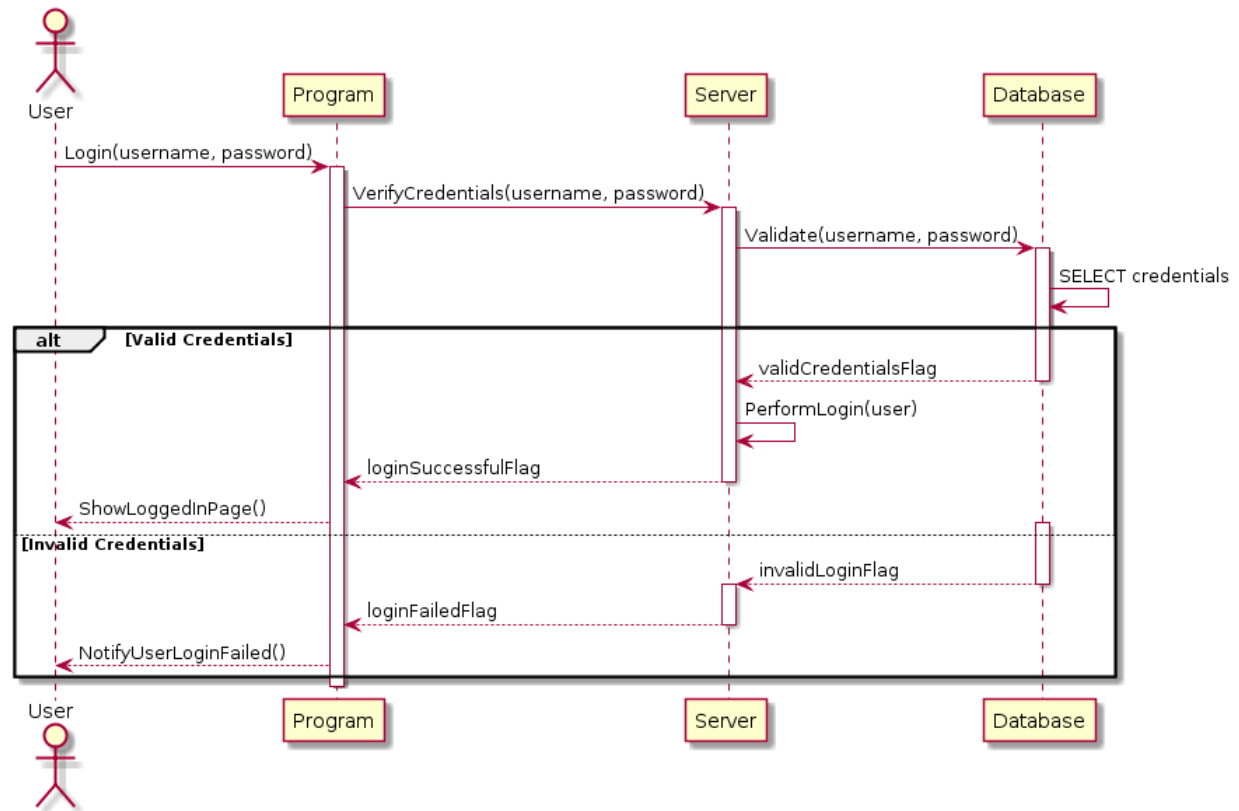 User
Program
Server
Database
Login(username, password)
VerifyCredentials(username, password)
Validate(username, password)
SELECT credentials
alt
[Valid Credentials]
validCredentialsFlag
PerformLogin(user)
loginSuccessfulFlag
ShowLoggedInPage()
[Invalid Credentials]
invalidLoginFlag
loginFailedFlag
NotifyUserLoginFailed()
User
Program
Server
Database